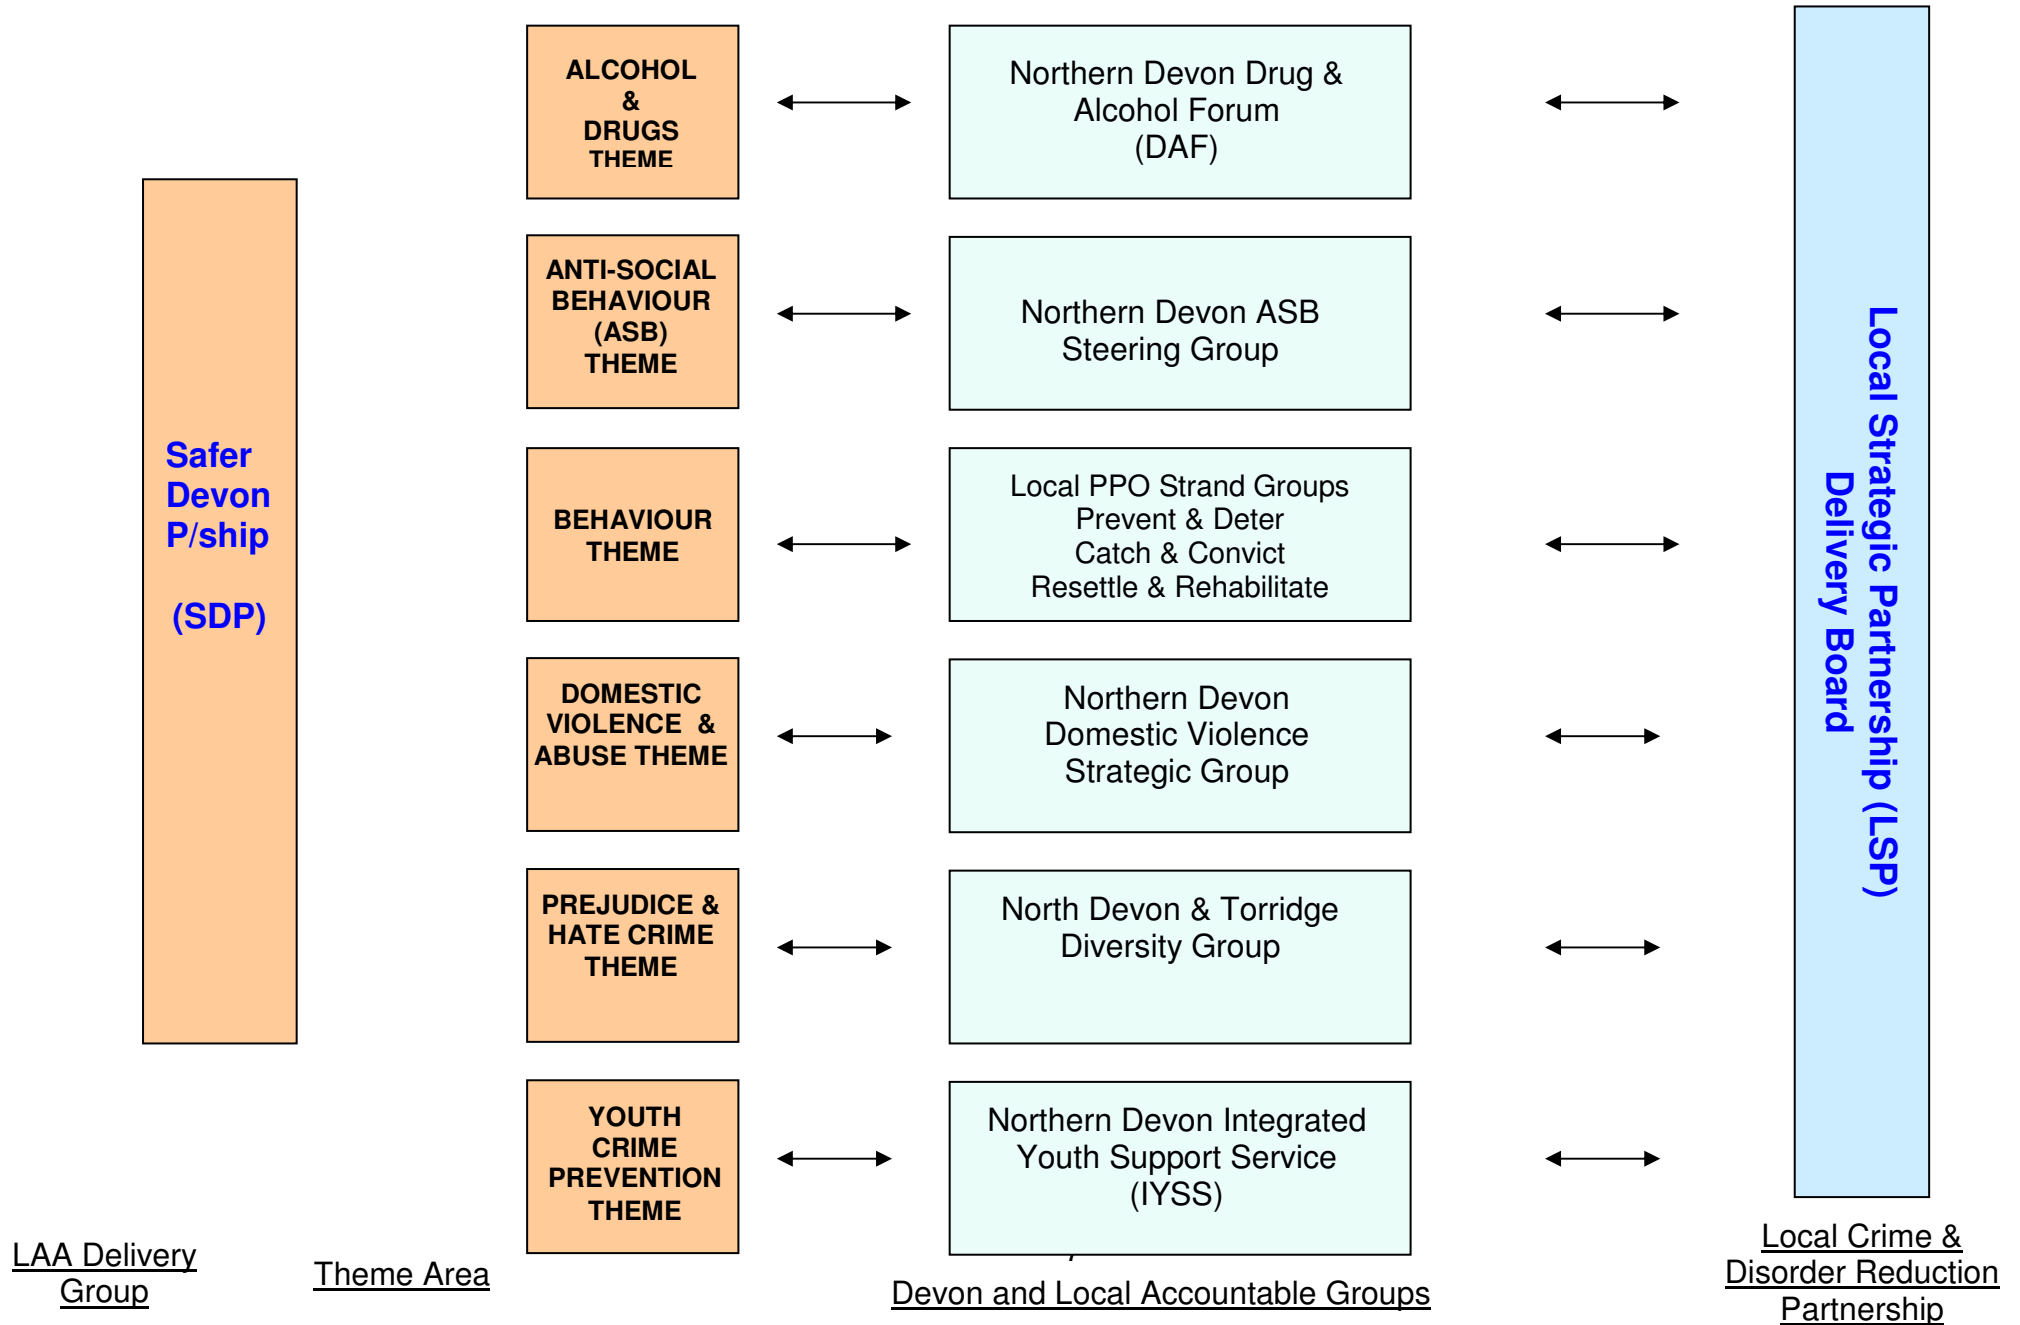 ALCOHOL
&
DRUGS
THEME
Northern Devon Drug &
Alcohol Forum
(DAF)
ANTI-SOCIAL
BEHAVIOUR
(ASB)
THEME
Northern Devon ASB
Steering Group
Safer
Devon
P/ship
(SDP)
BEHAVIOUR
THEME
Local PPO Strand Groups
Prevent & Deter
Catch & Convict
Resettle & Rehabilitate
Local Strategic Partnership (LSP)
Delivery Board
DOMESTIC
VIOLENCE &
ABUSE THEME
Northern Devon
Domestic Violence
Strategic Group
PREJUDICE &
HATE CRIME
THEME
North Devon & Torridge
Diversity Group
YOUTH
CRIME
PREVENTION
THEME
Northern Devon Integrated
Youth Support Service
(IYSS)
LAA Delivery
Group
Theme Area
Devon and Local Accountable Groups
Local Crime &
Disorder Reduction
Partnership